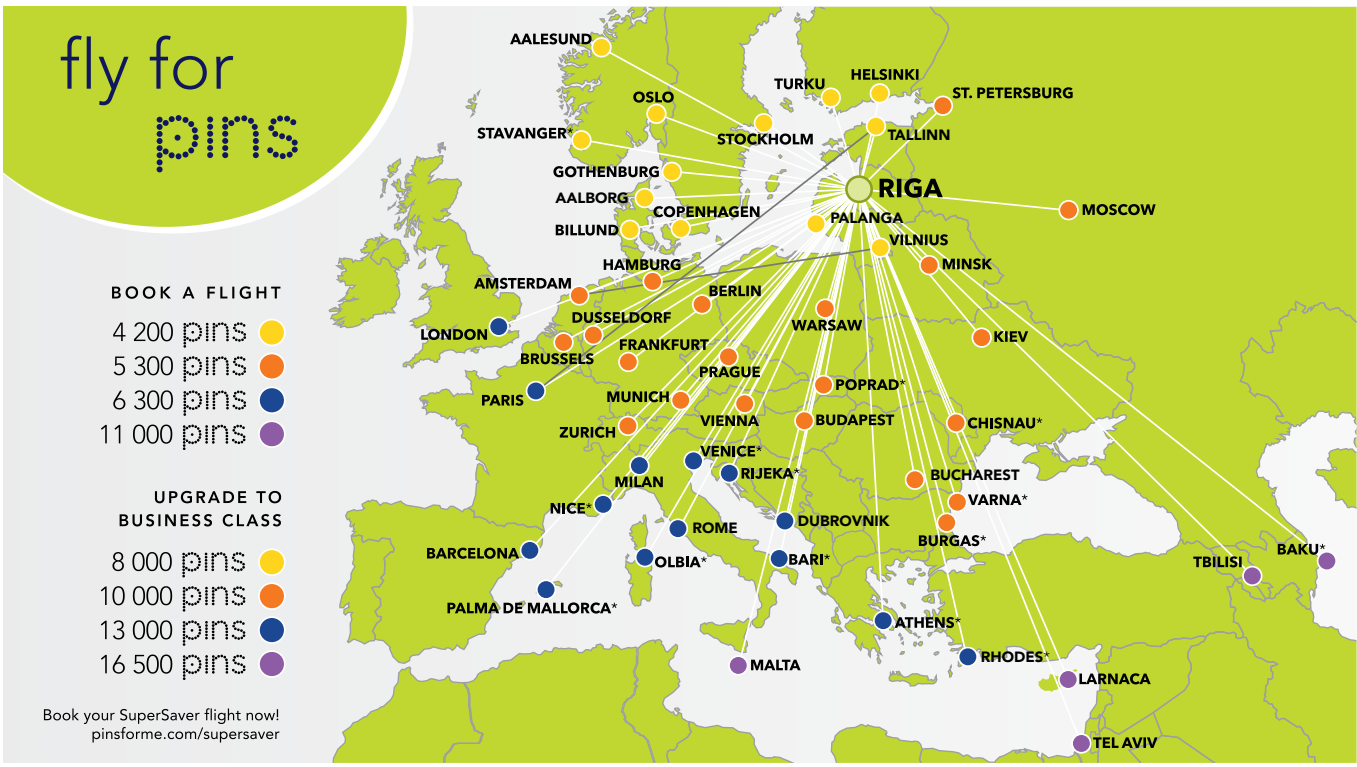 fly for
pins
BOOK A FLIGHT
4 200 pins
5 300 pins
6 300 pins
11 000 pins
UPGRADE TO
BUSINESS CLASS
8 000 pins
10 000 pins
13 000 pins
16 500 pins
Book your SuperSaver flight now!
pinsforme.com/supersaver
AALESUND
TURKU
HELSINKI
ST. PETERSBURG
OSLO
STAVANGER*
STOCKHOLM
TALLINN
GOTHENBURG
RIGA
AALBORG
COPENHAGEN
MOSCOW
PALANGA
BILLUND
VILNIUS
HAMBURG
MINSK
AMSTERDAM
BERLIN
DUSSELDORF
WARSAW
LONDON
KIEV
FRANKFURT
BRUSSELS
PRAGUE
POPRAD*
PARIS
MUNICH
VIENNA
BUDAPEST
CHISNAU*
ZURICH
VENICE*
RIJEKA*
MILAN
BUCHAREST
NICE*
VARNA*
ROME
DUBROVNIK
BURGAS*
BARCELONA
OLBIA*
BARI*
TBILISI
BAKU*
PALMA DE MALLORCA*
ATHENS*
RHODES*
MALTA
LARNACA
TEL AVIV